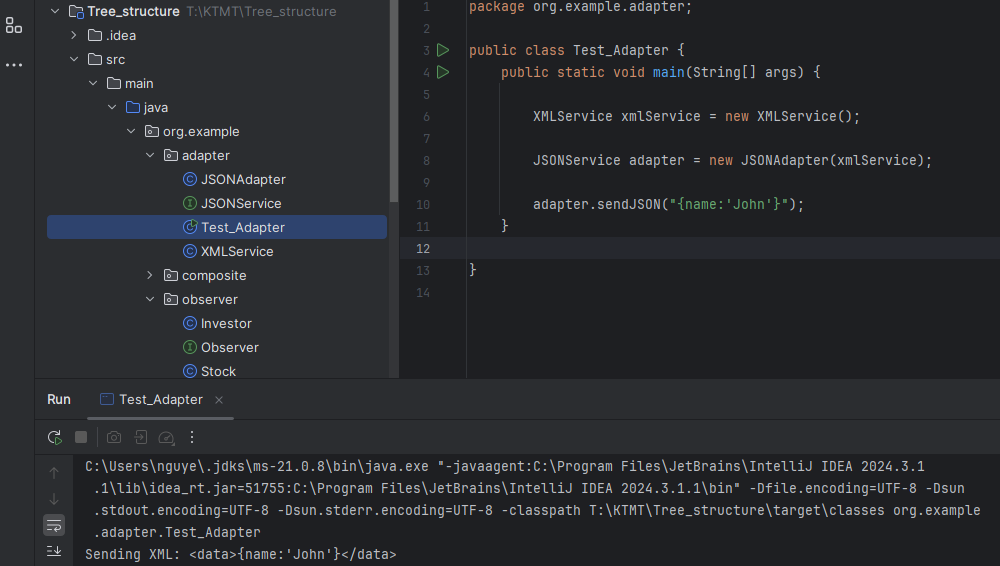 Tree_structure T:\KTMT\Tree_structure
.idea
src
main
java
org.example
adapter
JSONAdapter
JSONService
Test_Adapter
XMLService
composite
observer
Investor
Observer
Stock
1 package org.example.adapter;
2
3 public class Test_Adapter {
4 public static void main(String[] args) {
5
6 XMLService xmlService = new XMLService();
7
8 JSONService adapter = new JSONAdapter(xmlService);
9
10 adapter.sendJSON("{name:'John'}");
11 }
12
13 }
14
Run Test_Adapter
C:\Users\nguye\.jdks\ms-21.0.8\bin\java.exe "-javaagent:C:\Program Files\JetBrains\IntelliJ IDEA 2024.3.1
.1\lib\idea_rt.jar=51755:C:\Program Files\JetBrains\IntelliJ IDEA 2024.3.1.1\bin" -Dfile.encoding=UTF-8 -Dsun
.stdout.encoding=UTF-8 -Dsun.stderr.encoding=UTF-8 -classpath T:\KTMT\Tree_structure\target\classes org.example
.adapter.Test_Adapter
Sending XML: <data>{name:'John'}</data>